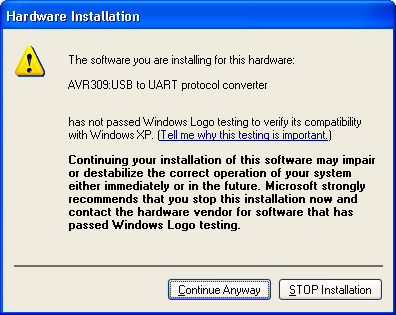 Hardware Installation
The software you are installing for this hardware:
AVR309:USB to UART protocol converter
has not passed Windows Logo testing to verify its compatibility
with Windows XP. (Tell me why this testing is important.)
Continuing your installation of this software may impair
or destabilize the correct operation of your system
either immediately or in the future. Microsoft strongly
recommends that you stop this installation now and
contact the hardware vendor for software that has
passed Windows Logo testing.
Continue Anyway
STOP Installation